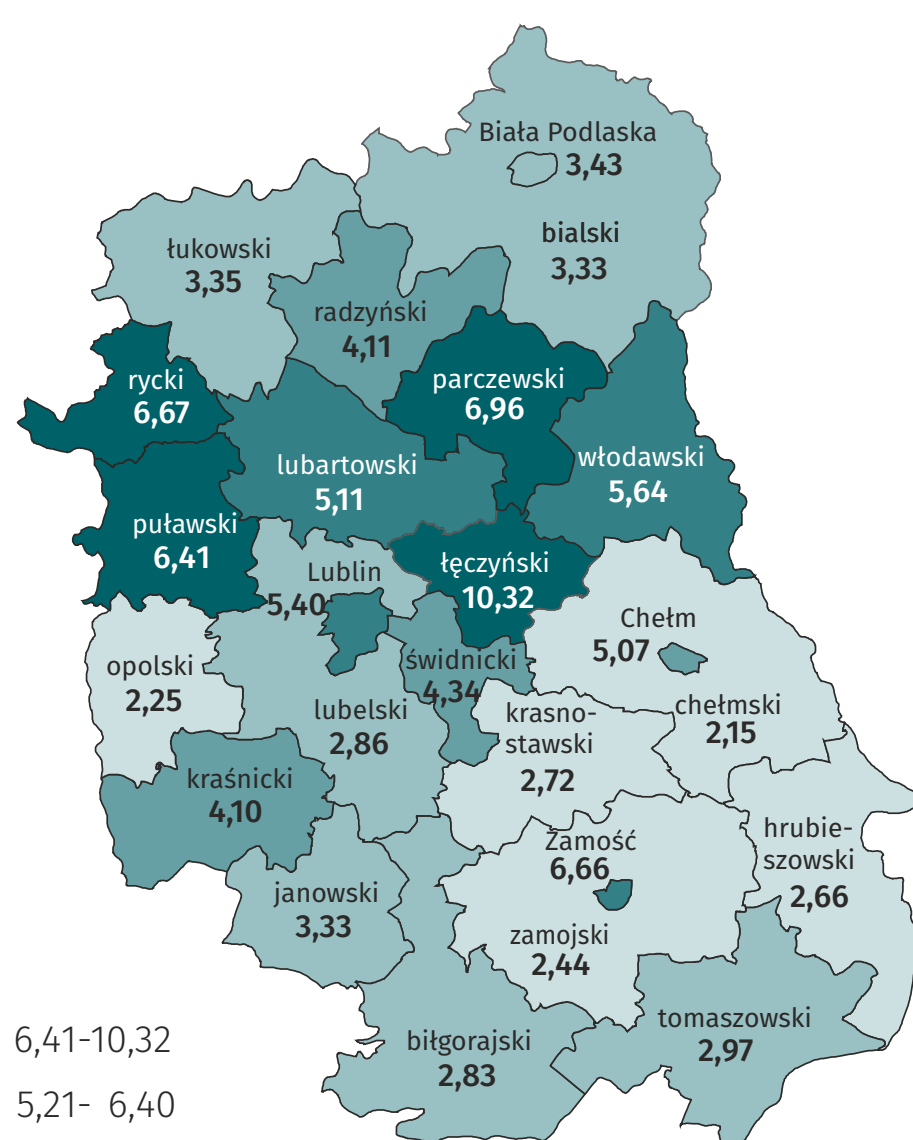 Biała Podlaska
3,43
bialski
3,33
łukowski
3,35
radzyński
4,11
rycki
6,67
parczewski
6,96
lubartowski
5,11
włodawski
5,64
puławski
6,41
łęczyński
10,32
Lublin
5,40
Chełm
5,07
opolski
2,25
świdnicki
4,34
lubelski
2,86
krasno-
stawski
2,72
chełmski
2,15
kraśnicki
4,10
Zamość
6,66
hrubie-
szowski
2,66
janowski
3,33
zamojski
2,44
biłgorajski
2,83
tomaszowski
2,97
6,41-10,32
5,21- 6,40